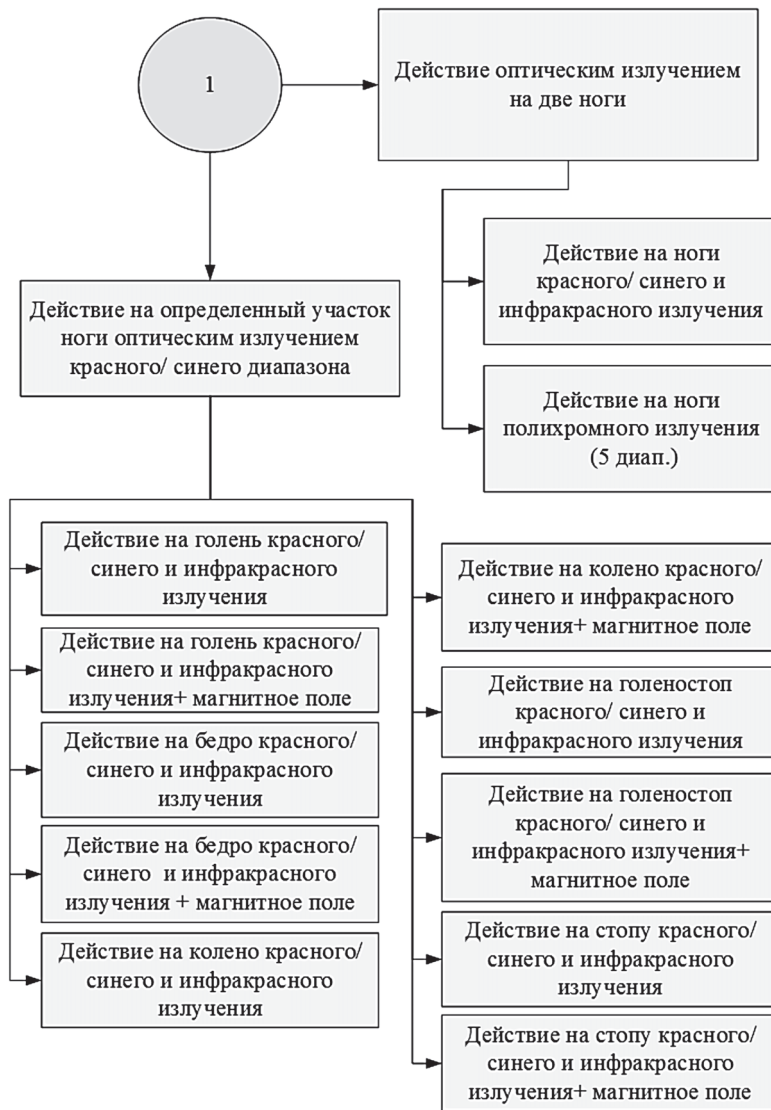 1
Действие оптическим излучением
на две ноги
Действие на ноги
красного/ синего и
инфракрасного излучения
Действие на ноги
полихромного излучения
(5 диап.)
Действие на определенный участок
ноги оптическим излучением
красного/ синего диапазона
Действие на голень красного/
синего и инфракрасного
излучения
Действие на голень красного/
синего и инфракрасного
излучения+ магнитное поле
Действие на бедро красного/
синего и инфракрасного
излучения
Действие на бедро красного/
синего и инфракрасного
излучения + магнитное поле
Действие на колено красного/
синего и инфракрасного
излучения
Действие на колено красного/
синего и инфракрасного
излучения+ магнитное поле
Действие на голеностоп
красного/ синего и
инфракрасного излучения
Действие на голеностоп
красного/ синего и
инфракрасного излучения+
магнитное поле
Действие на стопу красного/
синего и инфракрасного
излучения
Действие на стопу красного/
синего и инфракрасного
излучения+ магнитное поле